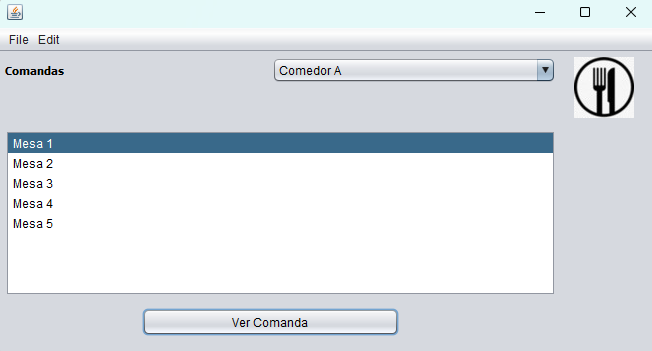 File Edit
Comandas Comedor A
Mesa 1
Mesa 2
Mesa 3
Mesa 4
Mesa 5
Ver Comanda